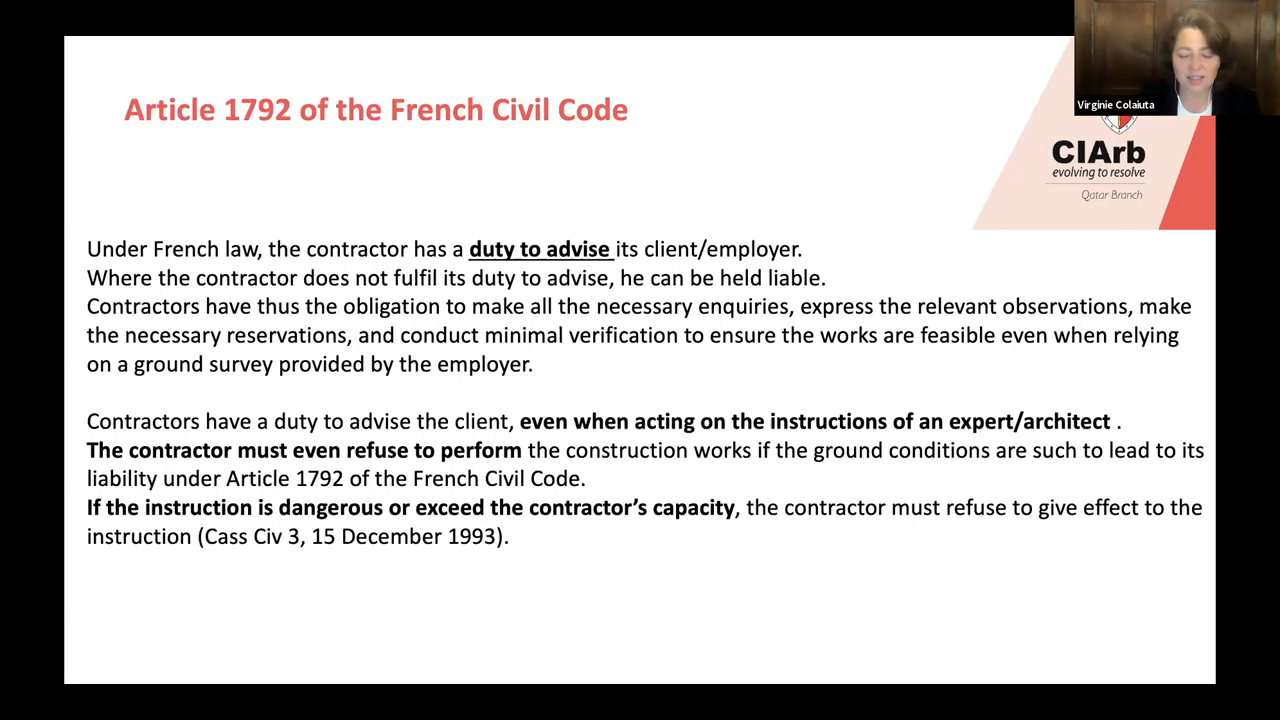 Article 1792 of the French Civil Code
Virginie Colaiuta
CIArb
evolving to resolve
Qatar Branch
Under French law, the contractor has a duty to advise its client/employer.
Where the contractor does not fulfil its duty to advise, he can be held liable.
Contractors have thus the obligation to make all the necessary enquiries, express the relevant observations, make
the necessary reservations, and conduct minimal verification to ensure the works are feasible even when relying
on a ground survey provided by the employer.
Contractors have a duty to advise the client, even when acting on the instructions of an expert/architect .
The contractor must even refuse to perform the construction works if the ground conditions are such to lead to its
liability under Article 1792 of the French Civil Code.
If the instruction is dangerous or exceed the contractor’s capacity, the contractor must refuse to give effect to the
instruction (Cass Civ 3, 15 December 1993).